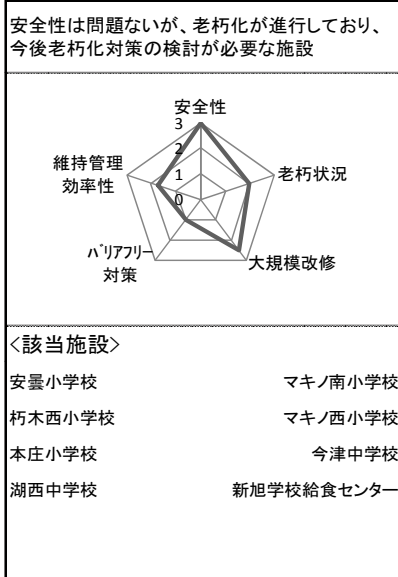 安全性は問題ないが、老朽化が進行しており、
今後老朽化対策の検討が必要な施設
安全性
3
2
1
0
老朽状況
大規模改修
バリアフリー
対策
維持管理
効率性
<該当施設>
安曇小学校 マキノ南小学校
朽木西小学校 マキノ西小学校
本庄小学校 今津中学校
湖西中学校 新旭学校給食センター